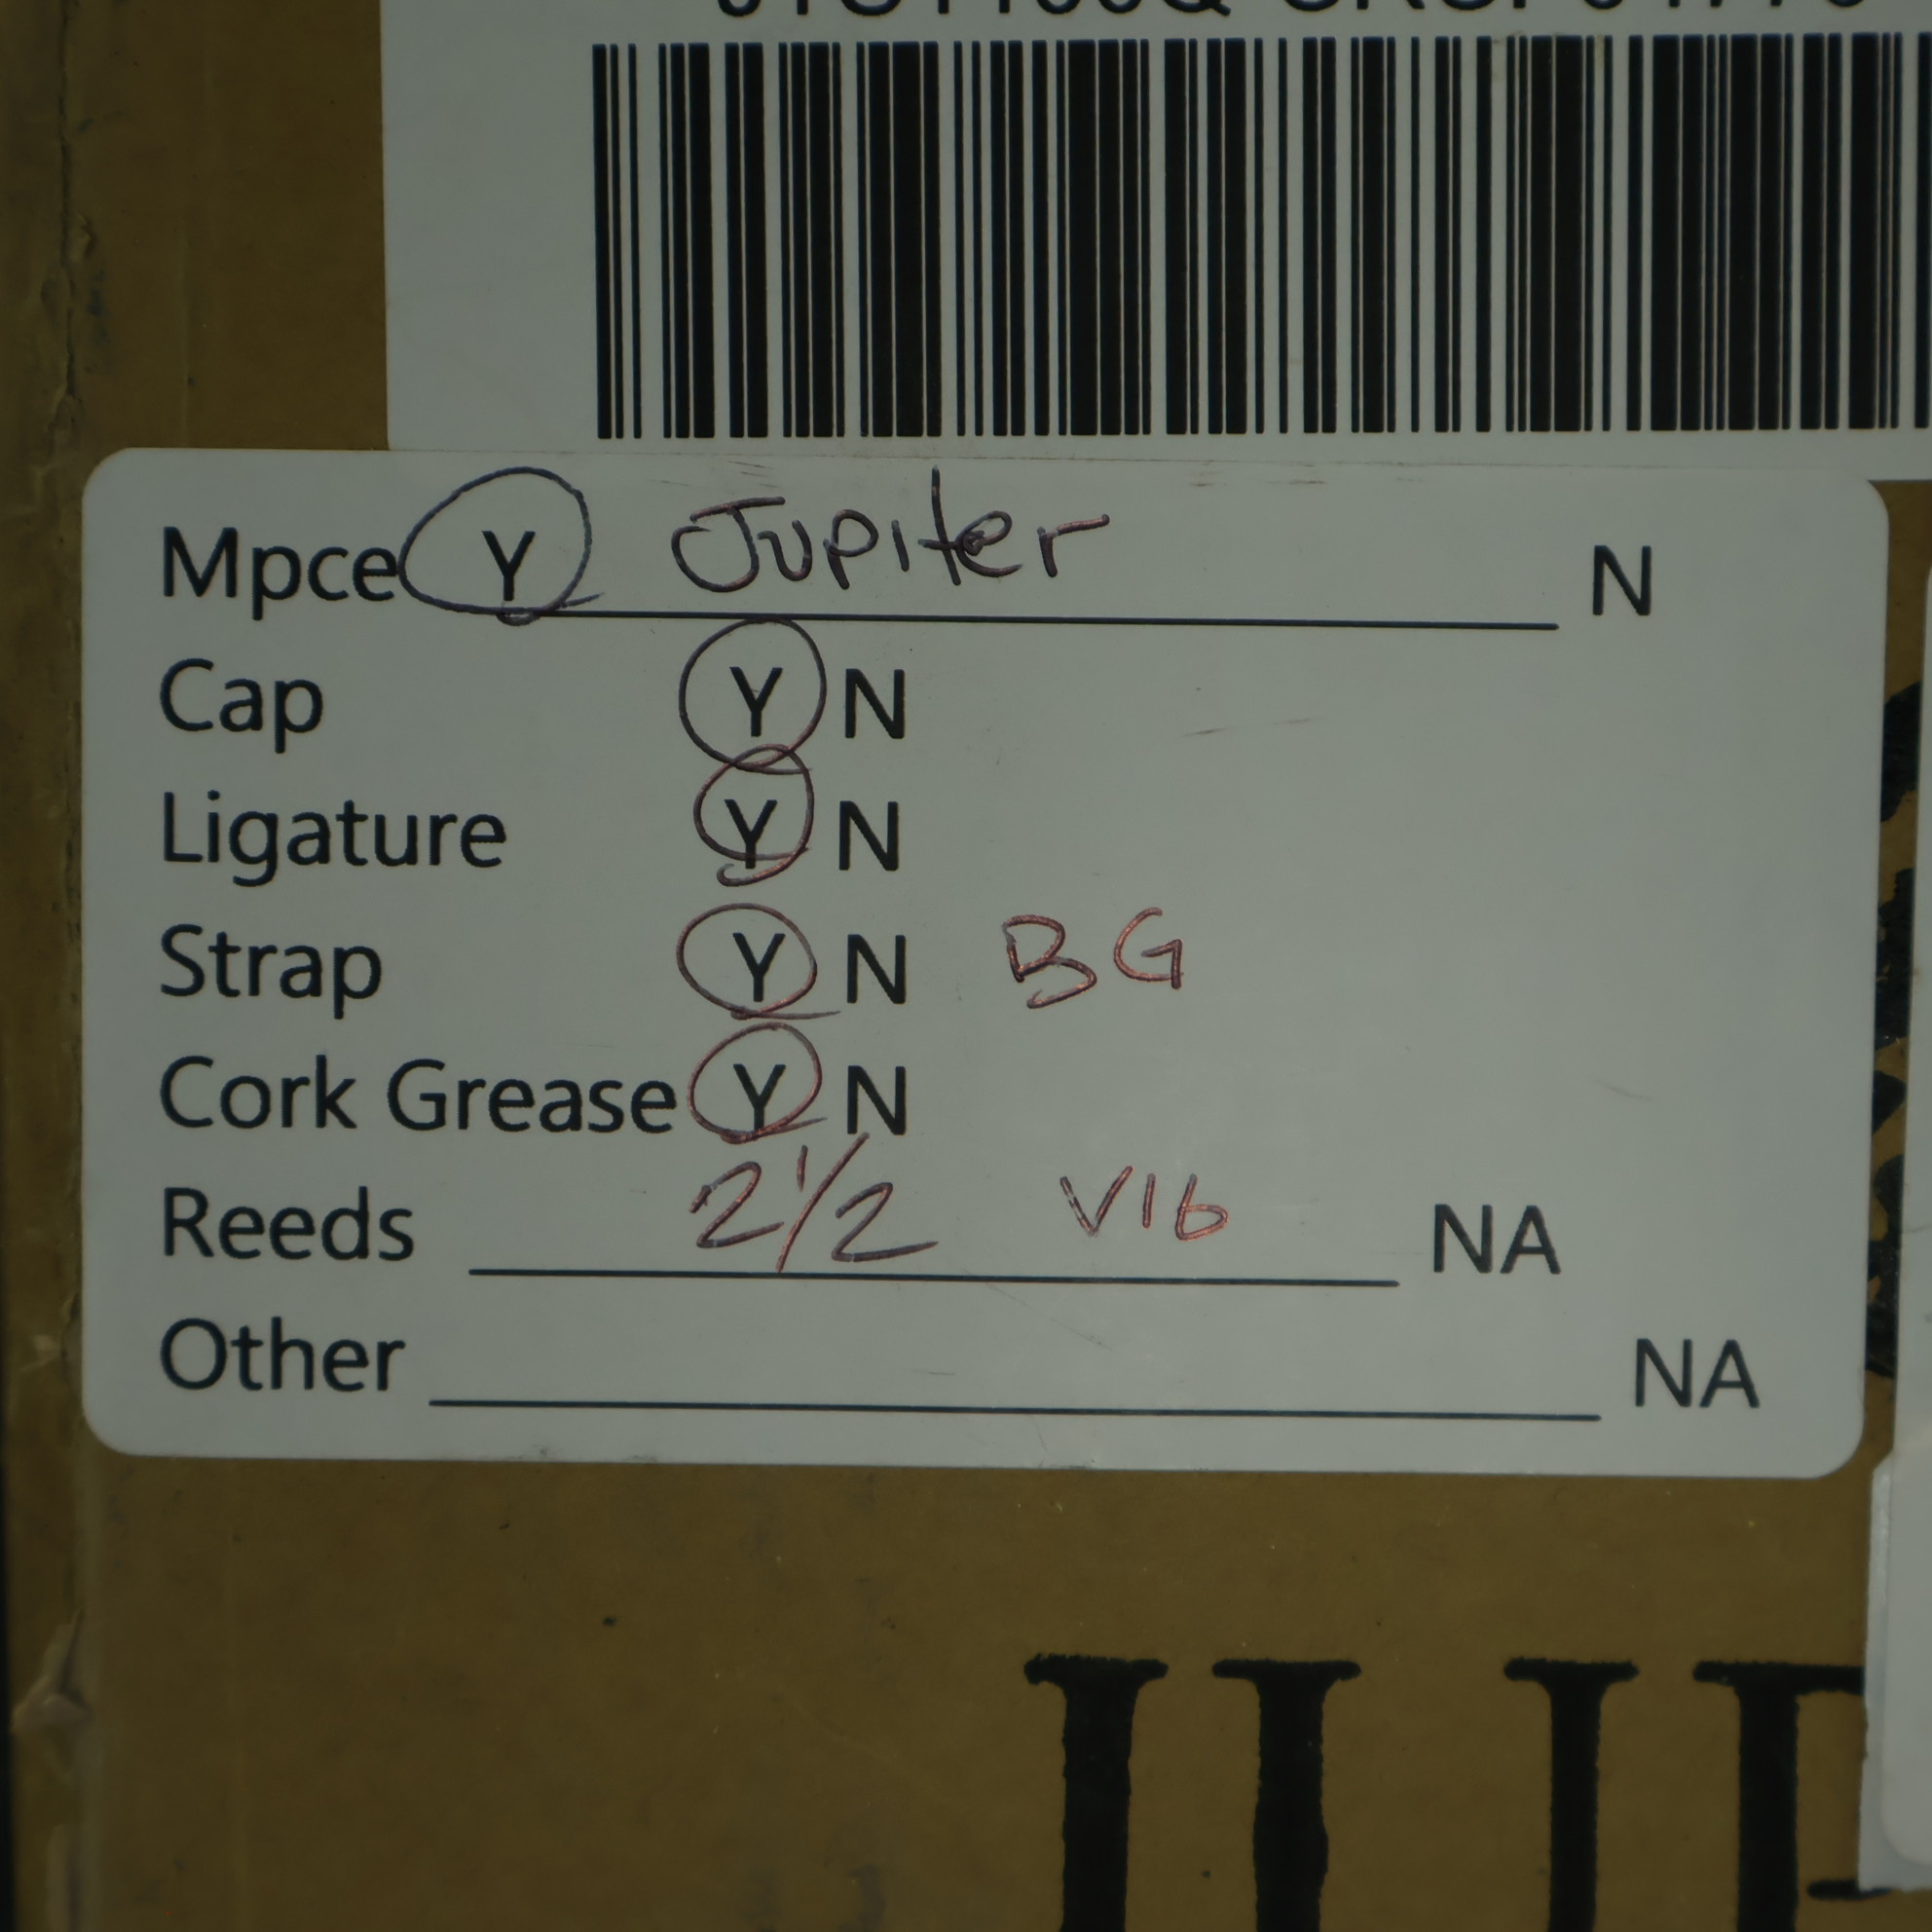 Mpce Y Jupiter N
Cap Y N
Ligature Y N
Strap Y N BG
Cork Grease Y N
Reeds 2 1/2 V16 NA
Other NA